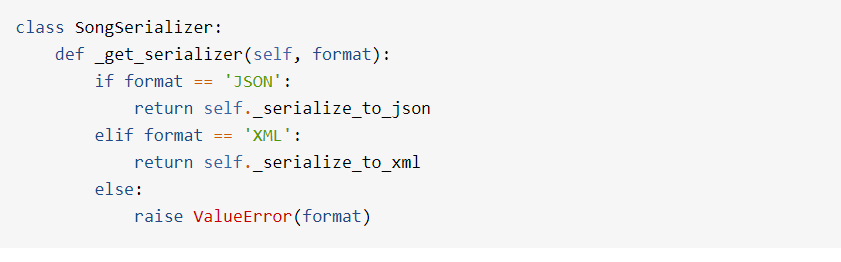 class SongSerializer:
    def _get_serializer(self, format):
        if format == 'JSON':
            return self._serialize_to_json
        elif format == 'XML':
            return self._serialize_to_xml
        else:
            raise ValueError(format)